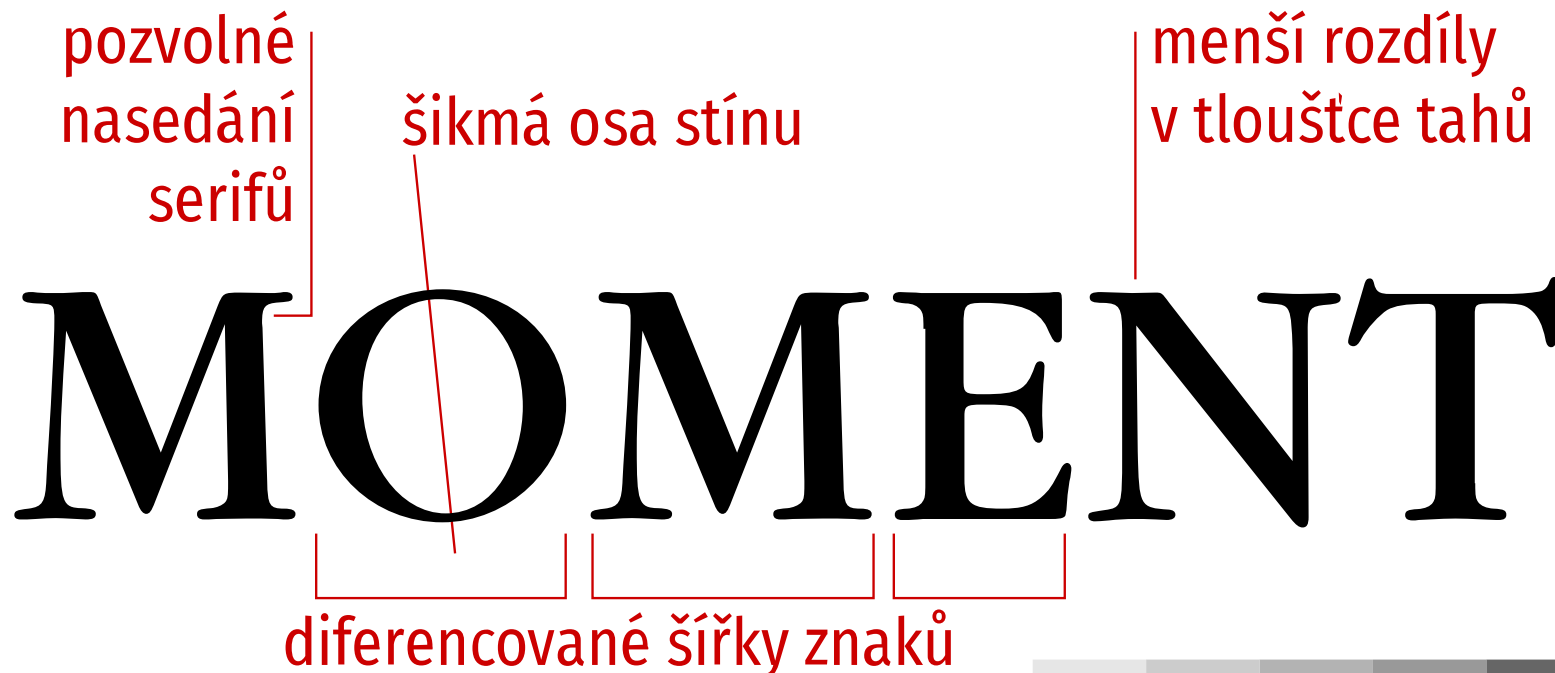 pozvolné
nasedání
serifů
šikmá osa stínu
menší rozdíly
v tloušťce tahů
MOMENT
diferencované šířky znaků